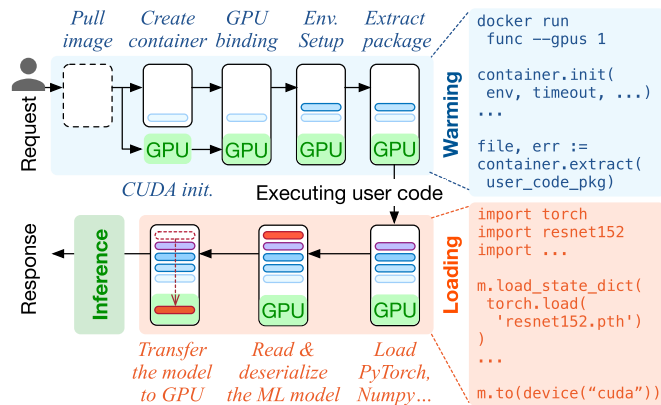 Pull
image
Create
container
GPU
binding
Env.
Setup
Extract
package
Request
GPU
GPU
GPU
GPU
CUDA init.
Warming
docker run
func --gpus 1
container.init(
env, timeout, ...)
...
file, err :=
container.extract(
user_code_pkg)
Executing user code
Response
Inference
GPU
GPU
Loading
Transfer
the model
to GPU
Read &
deserialize
the ML model
Load
PyTorch,
Numpy…
import torch
import resnet152
import ...
m.load_state_dict(
torch.load(
'resnet152.pth')
)
...
m.to(device(“cuda”))